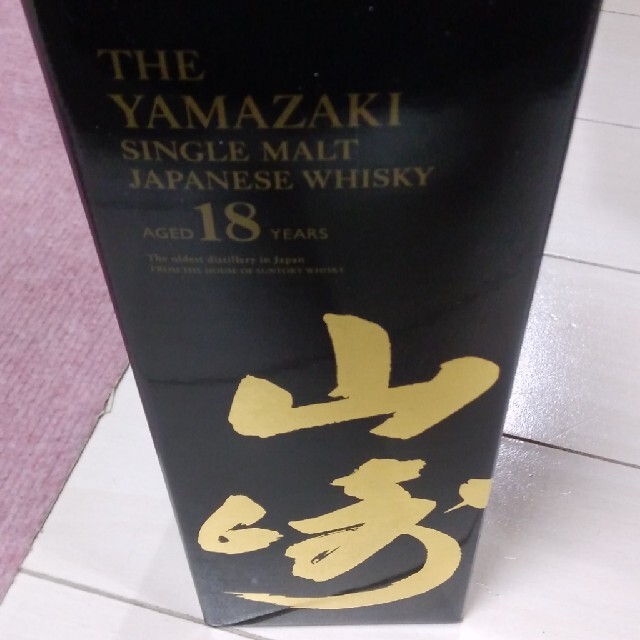 THE
YAMAZAKI
SINGLE MALT
JAPANESE WHISKY
AGED 18 YEARS
The oldest distillery in Japan
FROM THE HOUSE OF SUNTORY WHISKY
山崎